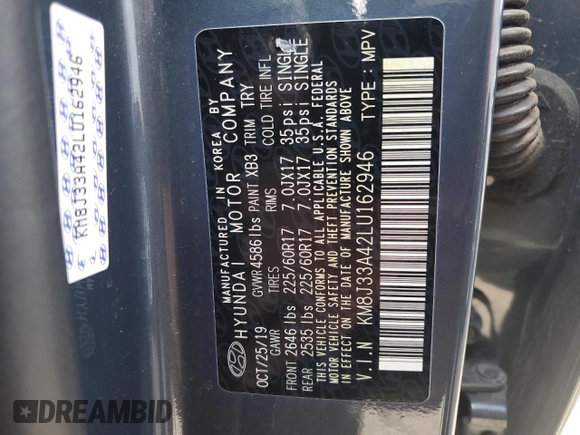 KM8J33A42LU162946
MANUFACTURED IN KOREA BY
HYUNDAI MOTOR COMPANY
OCT/25/19 GVWR 4586 lbs PAINT XB3 TRIM TRY
GAWR TIRES RIMS COLD TIRE INFL
FRONT 2646 lbs 225/60R17 7.0JX17 35psi SINGLE
REAR 2535 lbs 225/60R17 7.0JX17 35psi SINGLE
THIS VEHICLE CONFORMS TO ALL APPLICABLE U.S.A. FEDERAL
MOTOR VEHICLE SAFETY AND THEFT PREVENTION STANDARDS
IN EFFECT ON THE DATE OF MANUFACTURE SHOWN ABOVE
V.I.N KM8J33A42LU162946 TYPE : MPV
DREAMBID